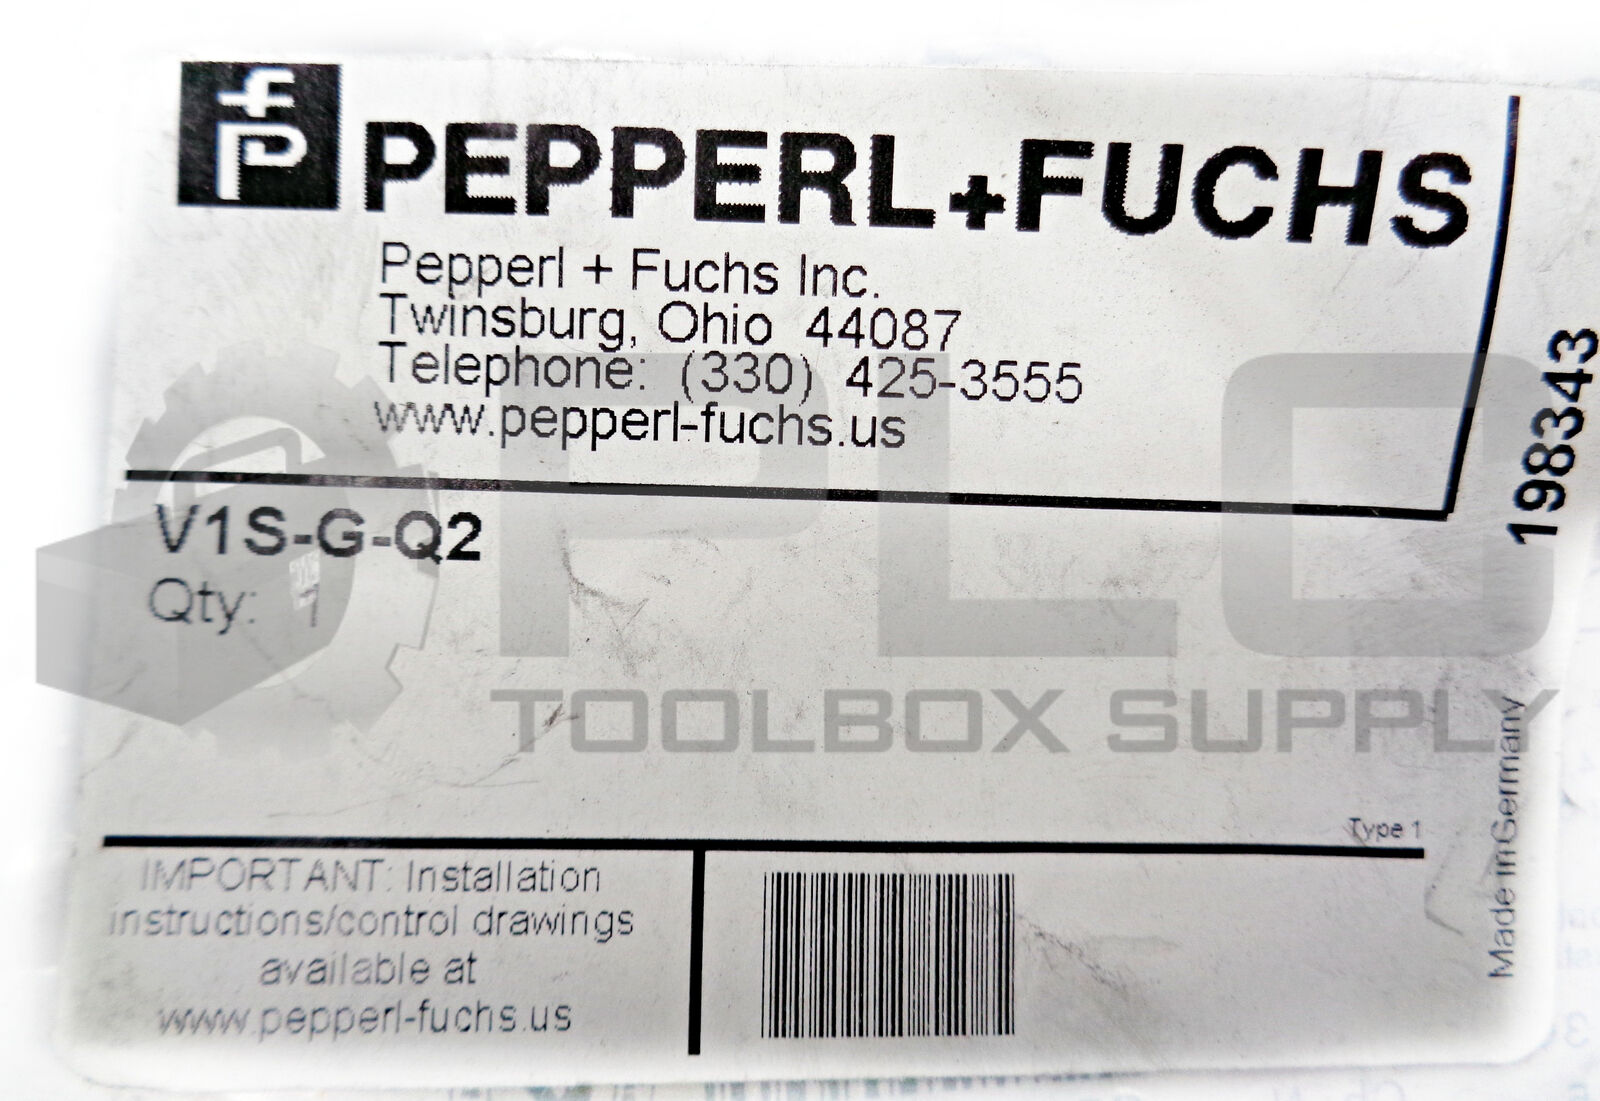 fP PEPPERL+FUCHS
Pepperl + Fuchs Inc.
Twinsburg, Ohio 44087
Telephone: (330) 425-3555
www.pepperl-fuchs.us
198343
V1S-G-Q2
Qty: 1
PLC
TOOLBOX SUPPLY
Type 1
Made in Germany
IMPORTANT: Installation
instructions/control drawings
available at
www.pepperl-fuchs.us